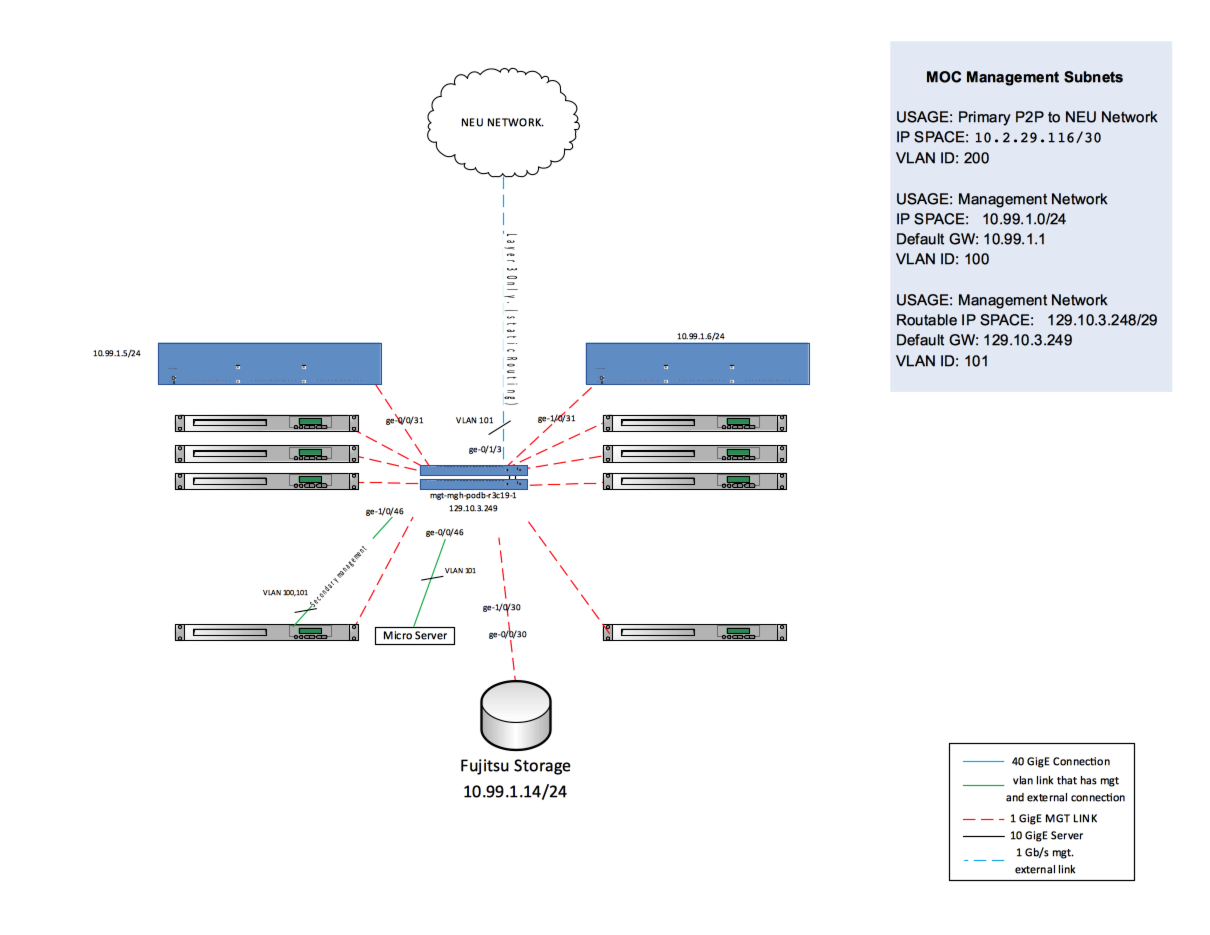 NEU NETWORK.
MOC Management Subnets
USAGE: Primary P2P to NEU Network
IP SPACE: 10.2.29.116/30
VLAN ID: 200
USAGE: Management Network
IP SPACE: 10.99.1.0/24
Default GW: 10.99.1.1
VLAN ID: 100
USAGE: Management Network
Routable IP SPACE: 129.10.3.248/29
Default GW: 129.10.3.249
VLAN ID: 101
Layer 3 Only. (static Routing)
10.99.1.5/24
10.99.1.6/24
ge-0/0/31
VLAN 101
ge-1/0/31
ge-0/1/3
mgt-mgh-podb-r3c19-1
129.10.3.249
ge-1/0/46
ge-0/0/46
Secondary management
VLAN 101
VLAN 100,101
ge-1/0/30
ge-0/0/30
Micro Server
Fujitsu Storage
10.99.1.14/24
40 GigE Connection
vlan link that has mgt
and external connection
1 GigE MGT LINK
10 GigE Server
1 Gb/s mgt.
external link